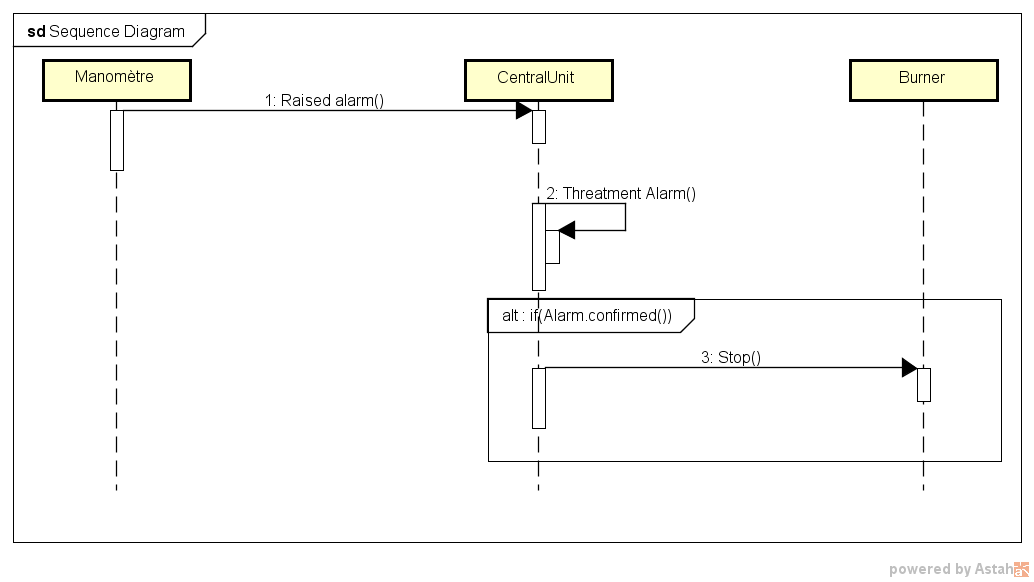 sd Sequence Diagram
Manomètre
CentralUnit
Burner
1: Raised alarm()
2: Threatment Alarm()
alt : if(Alarm.confirmed())
3: Stop()
powered by Astah